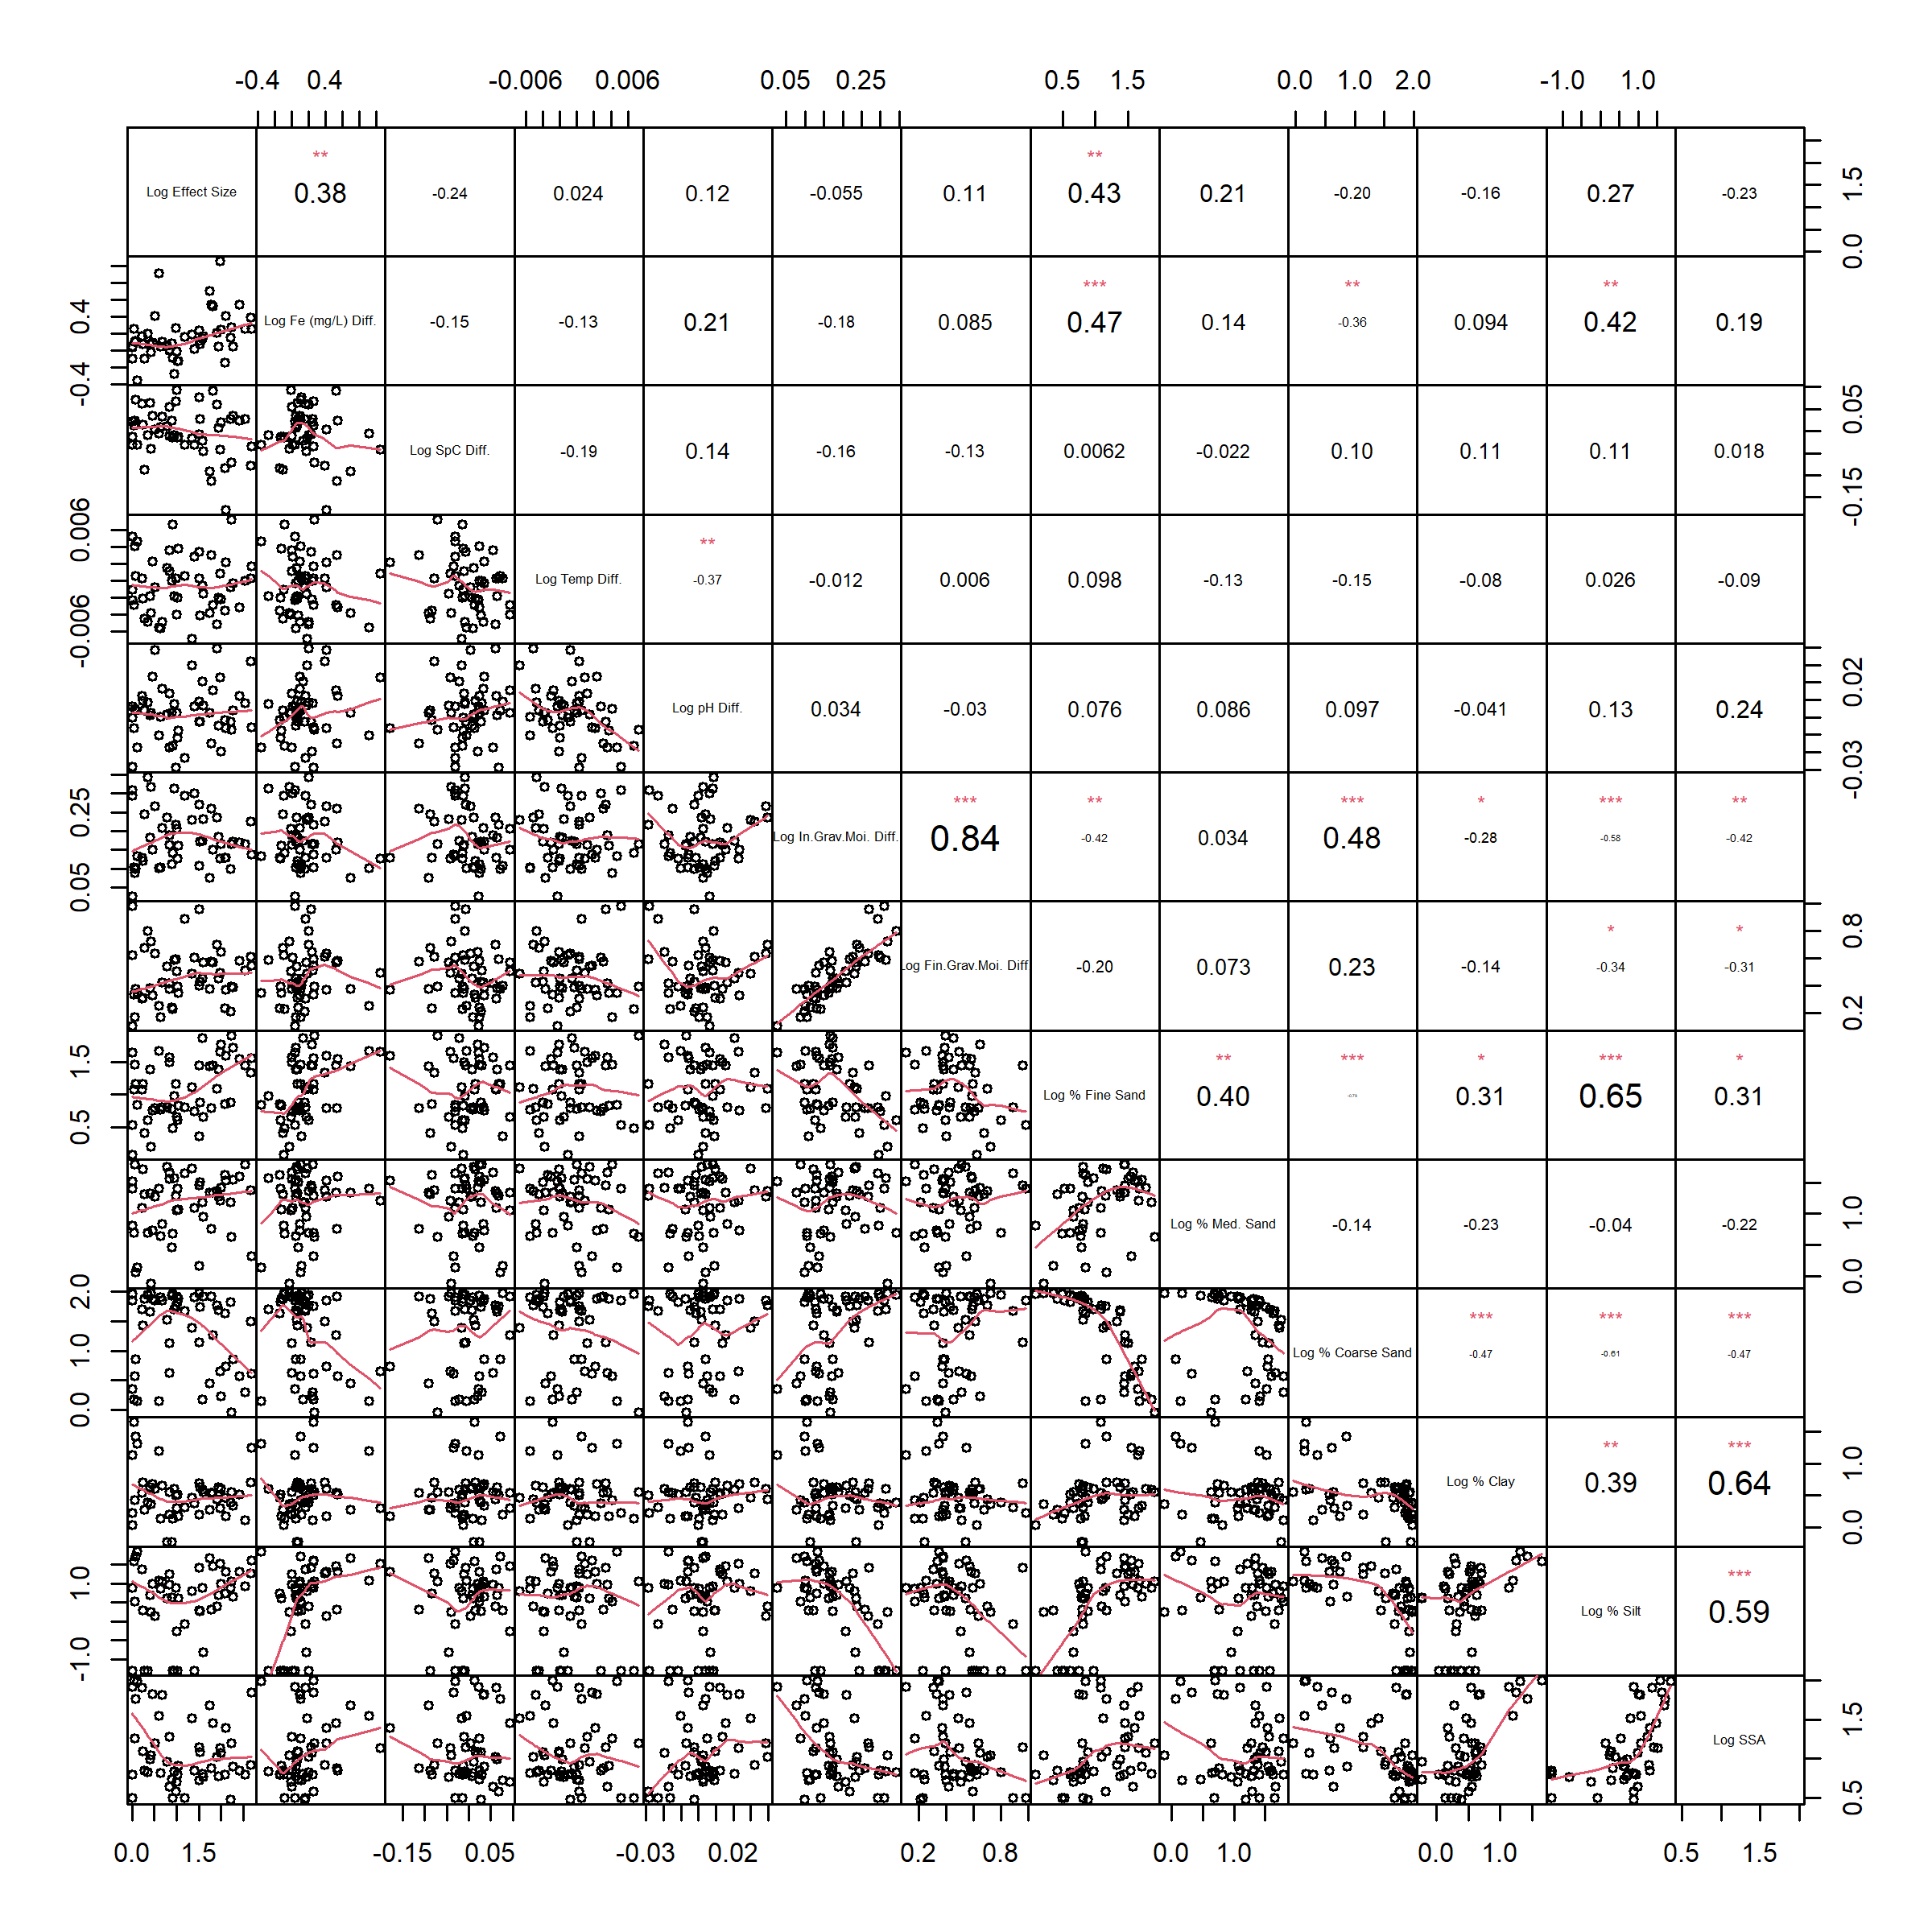 -0.4 0.4 -0.006 0.006 0.05 0.25 0.5 1.5 0.0 1.0 2.0 -1.0 1.0
** **
Log Effect Size 0.38 -0.24 0.024 0.12 -0.055 0.11 0.43 0.21 -0.20 -0.16 0.27 -0.23
0.0 1.5
*** ** **
Log Fe (mg/L) Diff. -0.15 -0.13 0.21 -0.18 0.085 0.47 0.14 -0.36 0.094 0.42 0.19
-0.4 0.4
Log SpC Diff. -0.19 0.14 -0.16 -0.13 0.0062 -0.022 0.10 0.11 0.11 0.018
-0.15 0.05
**
Log Temp Diff. -0.37 -0.012 0.006 0.098 -0.13 -0.15 -0.08 0.026 -0.09
-0.006 0.006
Log pH Diff. 0.034 -0.03 0.076 0.086 0.097 -0.041 0.13 0.24
-0.03 0.02
*** ** *** * *** **
Log In.Grav.Moi. Diff. 0.84 -0.42 0.034 0.48 -0.28 -0.58 -0.42
0.05 0.25
* *
Log Fin.Grav.Moi. Diff -0.20 0.073 0.23 -0.14 -0.34 -0.31
0.2 0.8
** *** * *** *
Log % Fine Sand 0.40 0.31 0.65 0.31
0.5 1.5
Log % Med. Sand -0.14 -0.23 -0.04 -0.22
0.0 1.0
*** *** ***
Log % Coarse Sand -0.47 -0.61 -0.47
0.0 1.0 2.0
** ***
Log % Clay 0.39 0.64
0.0 1.0
***
Log % Silt 0.59
-1.0 1.0
Log SSA
0.5 1.5
0.0 1.5 -0.15 0.05 -0.03 0.02 0.2 0.8 0.0 1.0 0.0 1.0 0.5 1.5